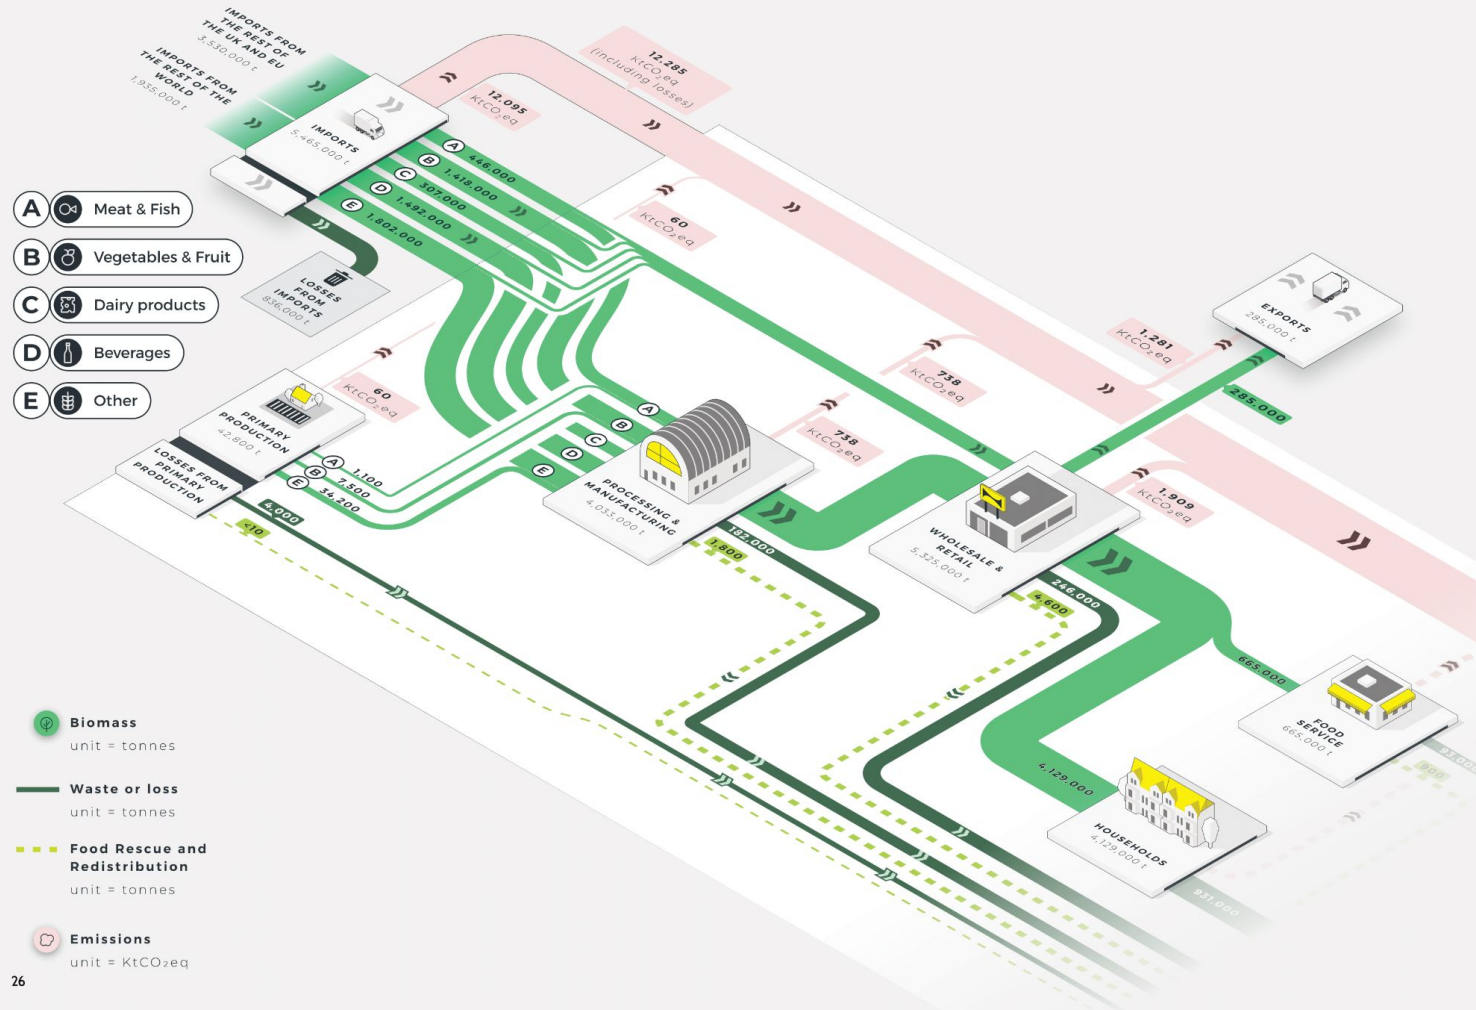 IMPORTS FROM
THE REST OF
THE UK AND EU
3,530,000 t
IMPORTS FROM
THE REST OF THE
WORLD
1,935,000 t
IMPORTS
5,465,000 t
12,095
KtCO₂eq
12,285
KtCO₂eq
(including losses)
A 446,000
B 1,418,000
C 307,000
D 1,492,000
E 1,802,000
LOSSES
FROM
IMPORTS
836,000 t
60
KtCO₂eq
A Meat & Fish
B Vegetables & Fruit
C Dairy products
D Beverages
E Other
PRIMARY
PRODUCTION
42,800 t
LOSSES FROM
PRIMARY
PRODUCTION
60
KtCO₂eq
A 1,100
B 7,500
E 34,200
4,000
<10
A
B
C
D
E
PROCESSING &
MANUFACTURING
4,033,000 t
738
KtCO₂eq
738
KtCO₂eq
182,000
1,800
1,281
KtCO₂eq
EXPORTS
285,000 t
285,000
WHOLESALE &
RETAIL
5,325,000 t
1,909
KtCO₂eq
246,000
4,600
665,000
FOOD
SERVICE
665,000 t
900
4,129,000
HOUSEHOLDS
4,129,000 t
931,000
Biomass
unit = tonnes
Waste or loss
unit = tonnes
Food Rescue and
Redistribution
unit = tonnes
Emissions
unit = KtCO₂eq
26